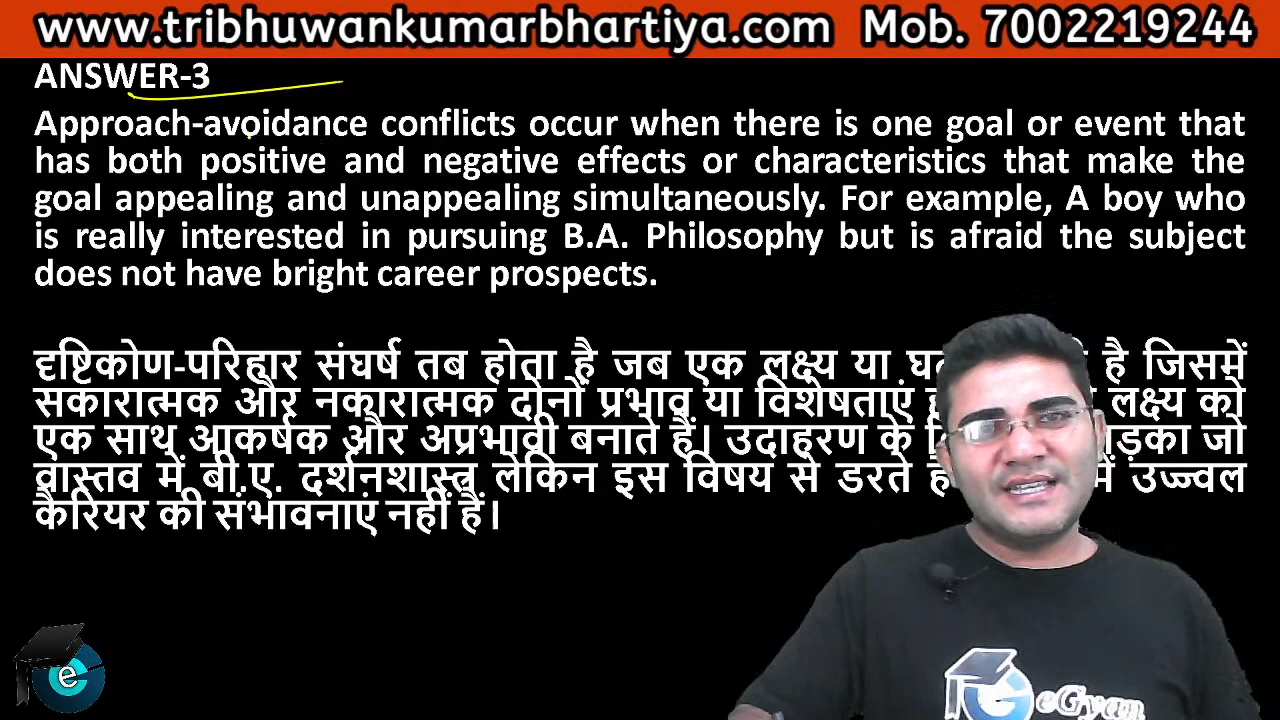 www.tribhuwankumarbhartiya.com Mob. 7002219244
ANSWER-3
Approach-avoidance conflicts occur when there is one goal or event that
has both positive and negative effects or characteristics that make the
goal appealing and unappealing simultaneously. For example, A boy who
is really interested in pursuing B.A. Philosophy but is afraid the subject
does not have bright career prospects.
दृष्टिकोण-परिहार संघर्ष तब होता है जब एक लक्ष्य या है जिसमें
सकारात्मक और नकारात्मक दोनों प्रभाव या विशेषताएं लक्ष्य को
एक साथ आकर्षक और अप्रभावी बनाते हैं। उदाहरण के जो
वास्तव में बी.ए. दर्शनशास्त्र लेकिन इस विषय से डरते उज्ज्वल
कैरियर की संभावनाएं नहीं हैं।
e
eGyan